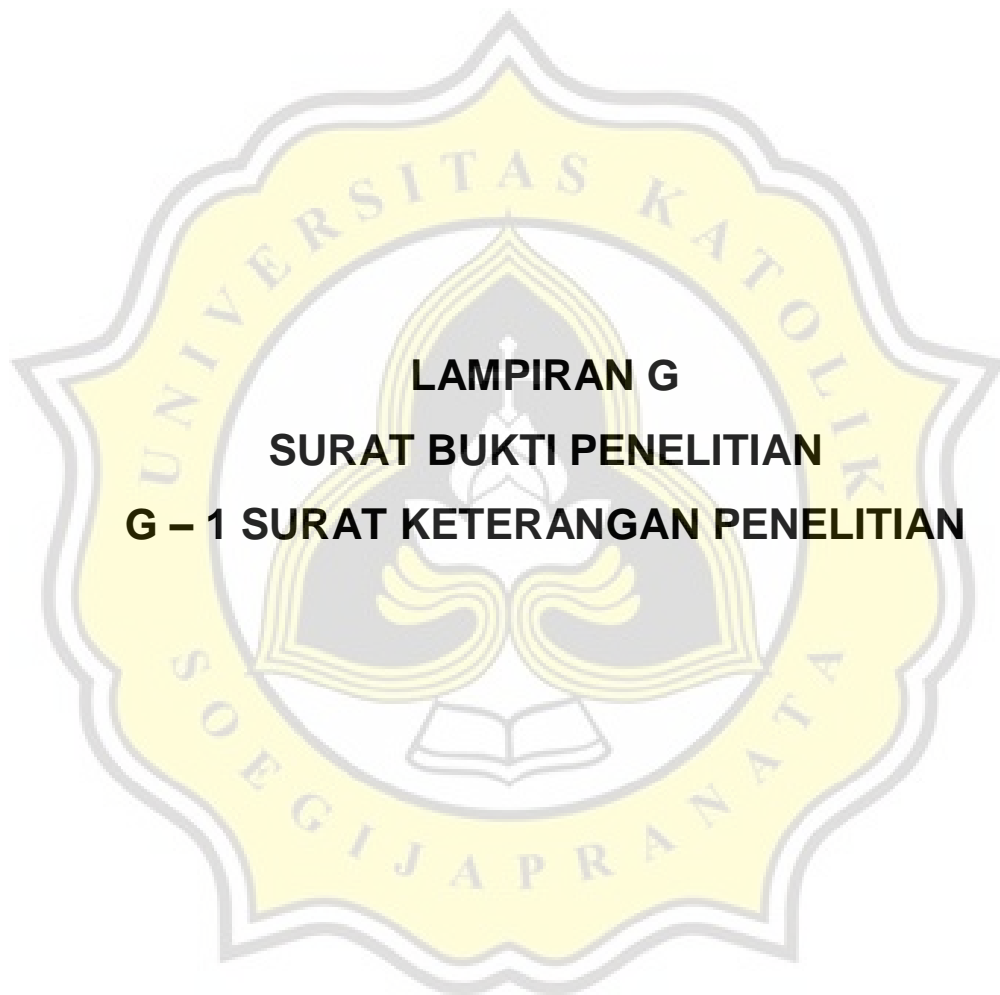 UNIVERSITAS KATOLIK
LAMPIRAN G
SURAT BUKTI PENELITIAN
G – 1 SURAT KETERANGAN PENELITIAN
SOEGIJAPRANATA